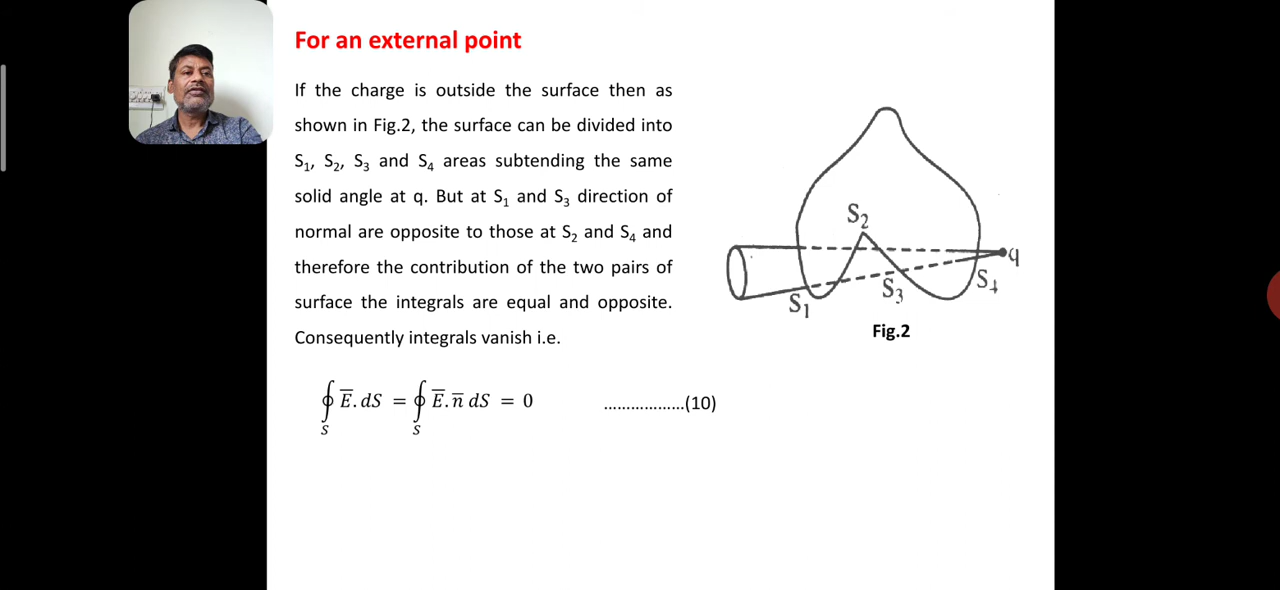 For an external point
If the charge is outside the surface then as
shown in Fig.2, the surface can be divided into
S₁, S₂, S₃ and S₄ areas subtending the same
solid angle at q. But at S₁ and S₃ direction of
normal are opposite to those at S₂ and S₄ and
therefore the contribution of the two pairs of
surface the integrals are equal and opposite.
Consequently integrals vanish i.e.
∮_S E̅. dS = ∮_S E̅. n̅ dS = 0 ..................(10)
S₂
q
S₁
S₃
S₄
Fig.2